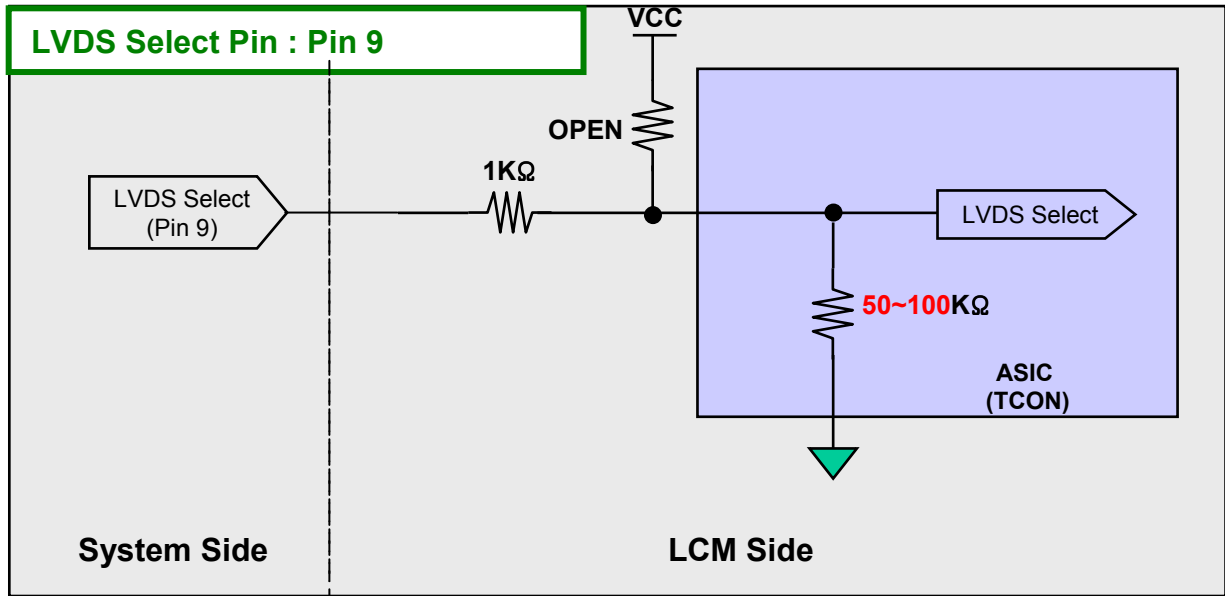 LVDS Select Pin : Pin 9
VCC
OPEN
1KΩ
LVDS Select
(Pin 9)
LVDS Select
50~100KΩ
ASIC
(TCON)
System Side
LCM Side